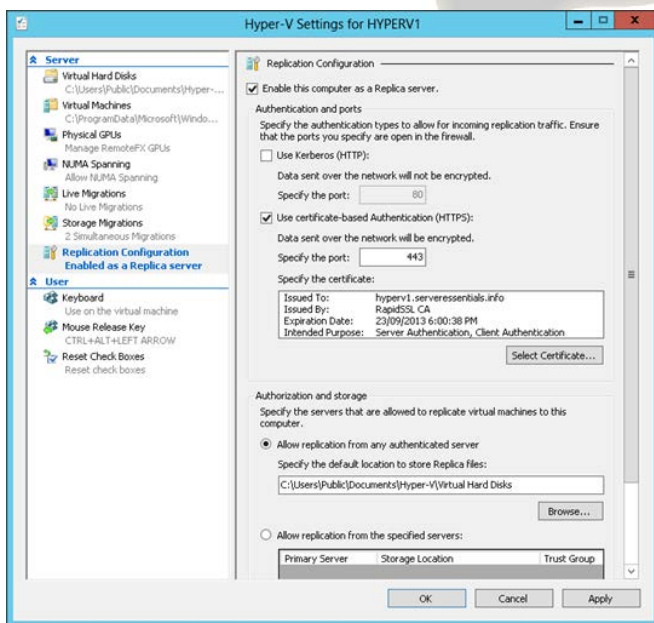 Hyper-V Settings for HYPERV1
Server
Virtual Hard Disks
C:\Users\Public\Documents\Hyper-...
Virtual Machines
C:\ProgramData\Microsoft\Windo...
Physical GPUs
Manage RemoteFX GPUs
NUMA Spanning
Allow NUMA Spanning
Live Migrations
No Live Migrations
Storage Migrations
2 Simultaneous Migrations
Replication Configuration
Enabled as a Replica server
User
Keyboard
Use on the virtual machine
Mouse Release Key
CTRL+ALT+LEFT ARROW
Reset Check Boxes
Reset check boxes
Replication Configuration
Enable this computer as a Replica server.
Authentication and ports
Specify the authentication types to allow for incoming replication traffic. Ensure
that the ports you specify are open in the firewall.
Use Kerberos (HTTP):
Data sent over the network will not be encrypted.
Specify the port: 80
Use certificate-based Authentication (HTTPS):
Data sent over the network will be encrypted.
Specify the port: 443
Specify the certificate:
Issued To: hyperv1.serveressentials.info
Issued By: RapidSSL CA
Expiration Date: 23/09/2013 6:00:38 PM
Intended Purpose: Server Authentication, Client Authentication
Select Certificate...
Authorization and storage
Specify the servers that are allowed to replicate virtual machines to this
computer.
Allow replication from any authenticated server
Specify the default location to store Replica files:
C:\Users\Public\Documents\Hyper-V\Virtual Hard Disks
Browse...
Allow replication from the specified servers:
Primary Server Storage Location Trust Group
OK Cancel Apply